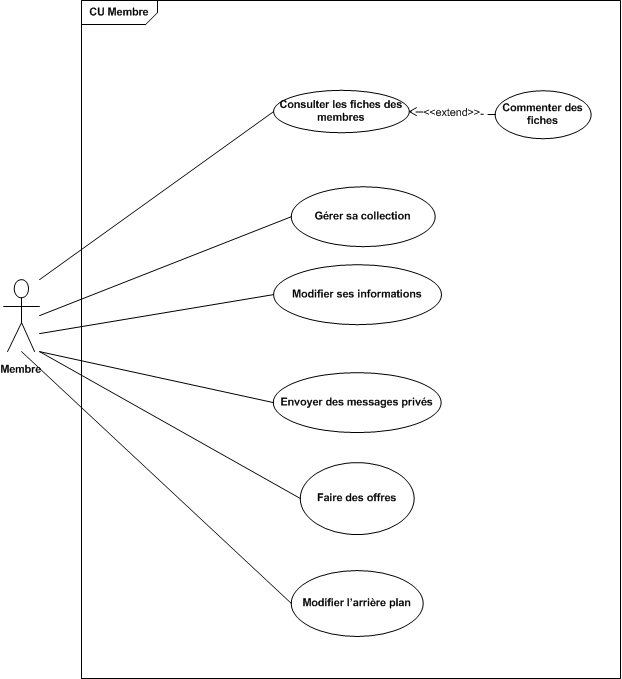 CU Membre
Consulter les fiches des
membres
<<extend>>
Commenter des
fiches
Gérer sa collection
Modifier ses informations
Membre
Envoyer des messages privés
Faire des offres
Modifier l'arrière plan